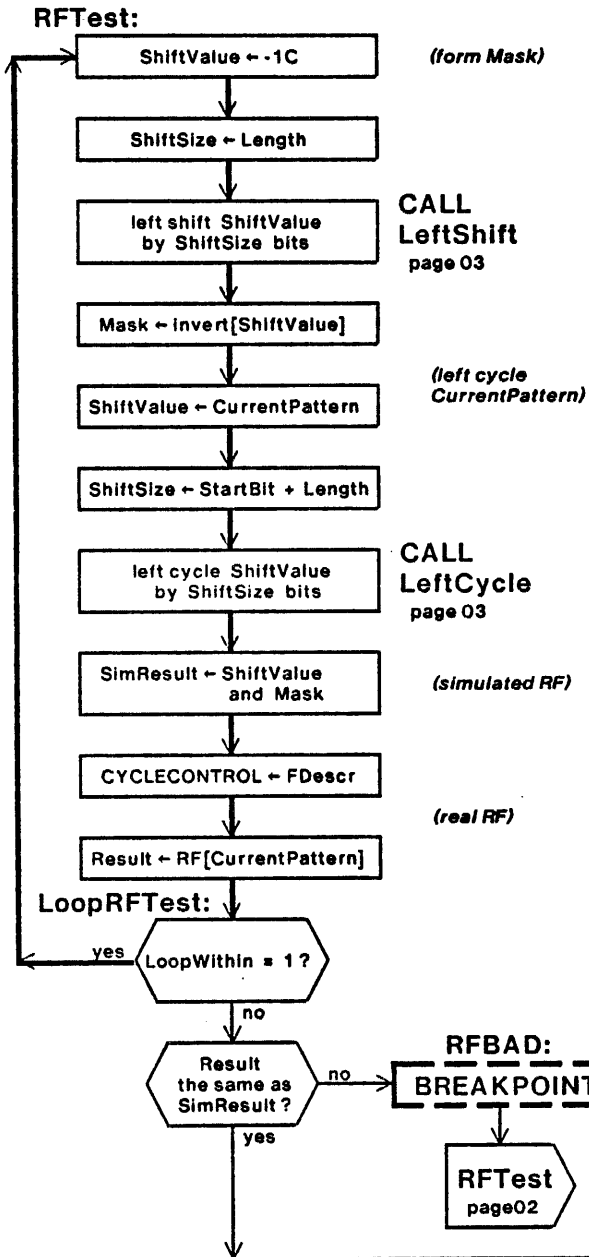 RFTest:
ShiftValue ← -1C
(form Mask)
ShiftSize ← Length
left shift ShiftValue
by ShiftSize bits
CALL
LeftShift
page 03
Mask ← invert[ShiftValue]
(left cycle
CurrentPattern)
ShiftValue ← CurrentPattern
ShiftSize ← StartBit + Length
left cycle ShiftValue
by ShiftSize bits
CALL
LeftCycle
page 03
SimResult ← ShiftValue
and Mask
(simulated RF)
CYCLECONTROL ← FDescr
(real RF)
Result ← RF[CurrentPattern]
LoopRFTest:
yes
LoopWithin = 1?
no
Result
the same as
SimResult?
no
yes
RFBAD:
BREAKPOINT
RFTest
page02